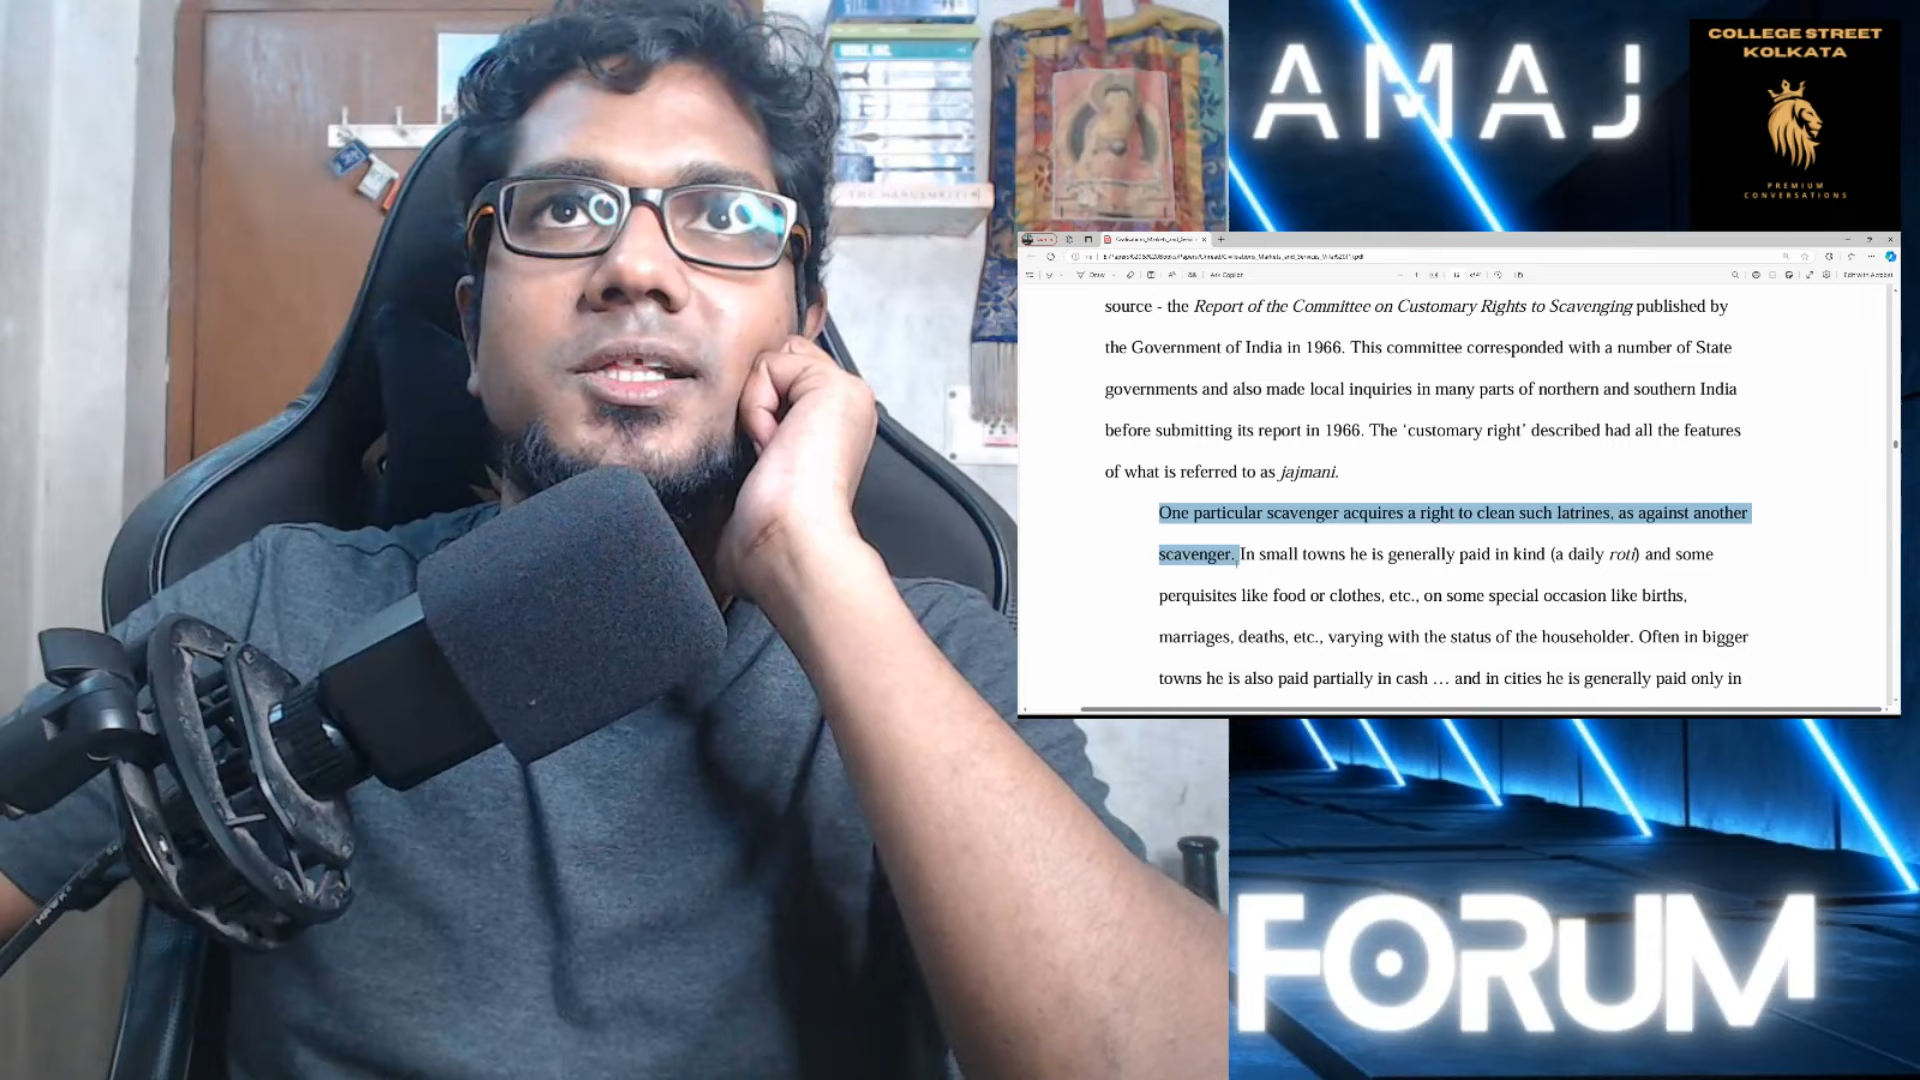 AMAJ
COLLEGE STREET
KOLKATA
PREMIUM
CONVERSATIONS
Draw
Ask Copilot
Edit with Acrobat
source - the Report of the Committee on Customary Rights to Scavenging published by
the Government of India in 1966. This committee corresponded with a number of State
governments and also made local inquiries in many parts of northern and southern India
before submitting its report in 1966. The ‘customary right’ described had all the features
of what is referred to as jajmani.
One particular scavenger acquires a right to clean such latrines, as against another
scavenger. In small towns he is generally paid in kind (a daily roti) and some
perquisites like food or clothes, etc., on some special occasion like births,
marriages, deaths, etc., varying with the status of the householder. Often in bigger
towns he is also paid partially in cash … and in cities he is generally paid only in
FORUM